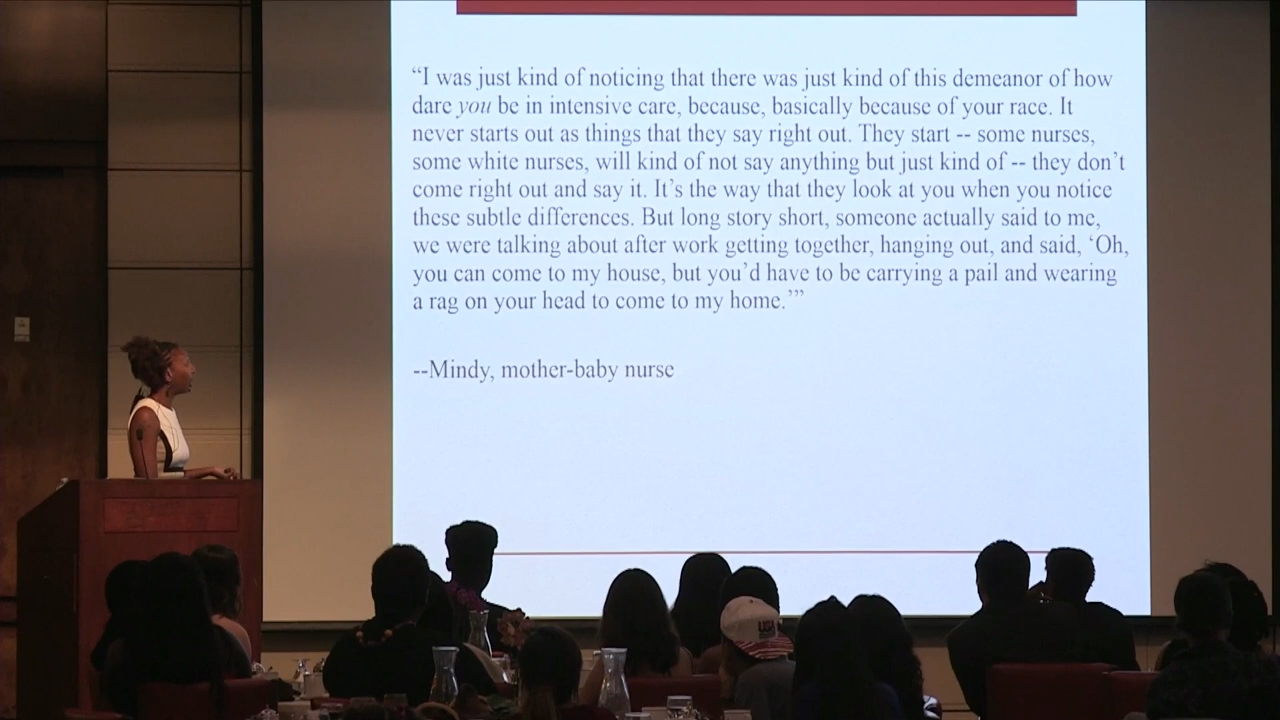 “I was just kind of noticing that there was just kind of this demeanor of how
dare you be in intensive care, because, basically because of your race. It
never starts out as things that they say right out. They start -- some nurses,
some white nurses, will kind of not say anything but just kind of -- they don’t
come right out and say it. It’s the way that they look at you when you notice
these subtle differences. But long story short, someone actually said to me,
we were talking about after work getting together, hanging out, and said, ‘Oh,
you can come to my house, but you’d have to be carrying a pail and wearing
a rag on your head to come to my home.’”
--Mindy, mother-baby nurse
USA